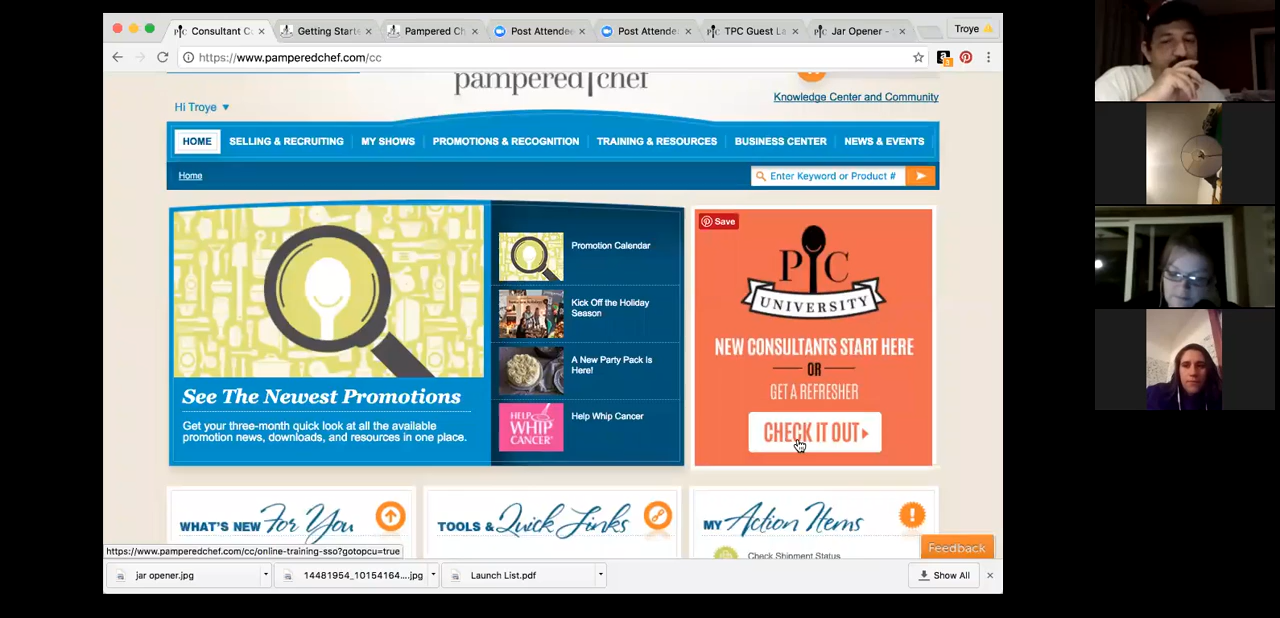 Consultant C
Getting Starte
Pampered Ch
Post Attendee
Post Attende
TPC Guest La
Jar Opener -
Troye
https://www.pamperedchef.com/cc
pampered chef
Hi Troye
Knowledge Center and Community
HOME
SELLING & RECRUITING
MY SHOWS
PROMOTIONS & RECOGNITION
TRAINING & RESOURCES
BUSINESS CENTER
NEWS & EVENTS
Home
Enter Keyword or Product #
See The Newest Promotions
Get your three-month quick look at all the available
promotion news, downloads, and resources in one place.
Promotion Calendar
Kick Off the Holiday
Season
A New Party Pack Is
Here!
HELP
WHIP
CANCER
Help Whip Cancer
Save
P C
UNIVERSITY
NEW CONSULTANTS START HERE
OR
GET A REFRESHER
CHECK IT OUT
WHAT'S NEW For You
TOOLS & Quick Links
MY Action Items
Check Shipment Status
Feedback
https://www.pamperedchef.com/cc/online-training-sso?gotopcu=true
jar opener.jpg
14481954_10154164....jpg
Launch List.pdf
Show All